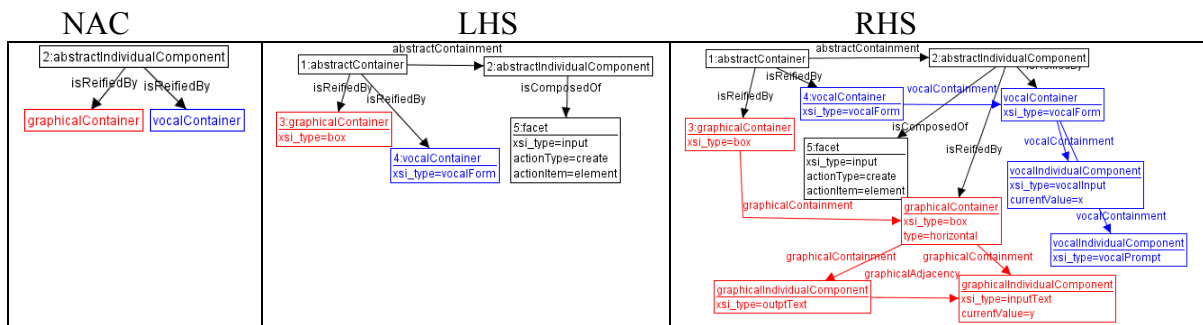 NAC
LHS
RHS
2:abstractIndividualComponent
isReifiedBy
isReifiedBy
graphicalContainer
vocalContainer
abstractContainment
1:abstractContainer
2:abstractIndividualComponent
isReifiedBy
isReifiedBy
isComposedOf
3:graphicalContainer
xsi_type=box
4:vocalContainer
xsi_type=vocalForm
5:facet
xsi_type=input
actionType=create
actionItem=element
abstractContainment
1:abstractContainer
2:abstractIndividualComponent
isReifiedBy
isReifiedBy
isReifiedBy
4:vocalContainer
xsi_type=vocalForm
vocalContainment
vocalContainer
xsi_type=vocalForm
3:graphicalContainer
xsi_type=box
isComposedOf
isReifiedBy
vocalContainment
5:facet
xsi_type=input
actionType=create
actionItem=element
vocalIndividualComponent
xsi_type=vocalInput
currentValue=x
graphicalContainment
graphicalContainer
xsi_type=box
type=horizontal
vocalContainment
vocalIndividualComponent
xsi_type=vocalPrompt
graphicalContainment
graphicalContainment
graphicalAdjacency
graphicalIndividualComponent
xsi_type=outptText
graphicalIndividualComponent
xsi_type=inputText
currentValue=y